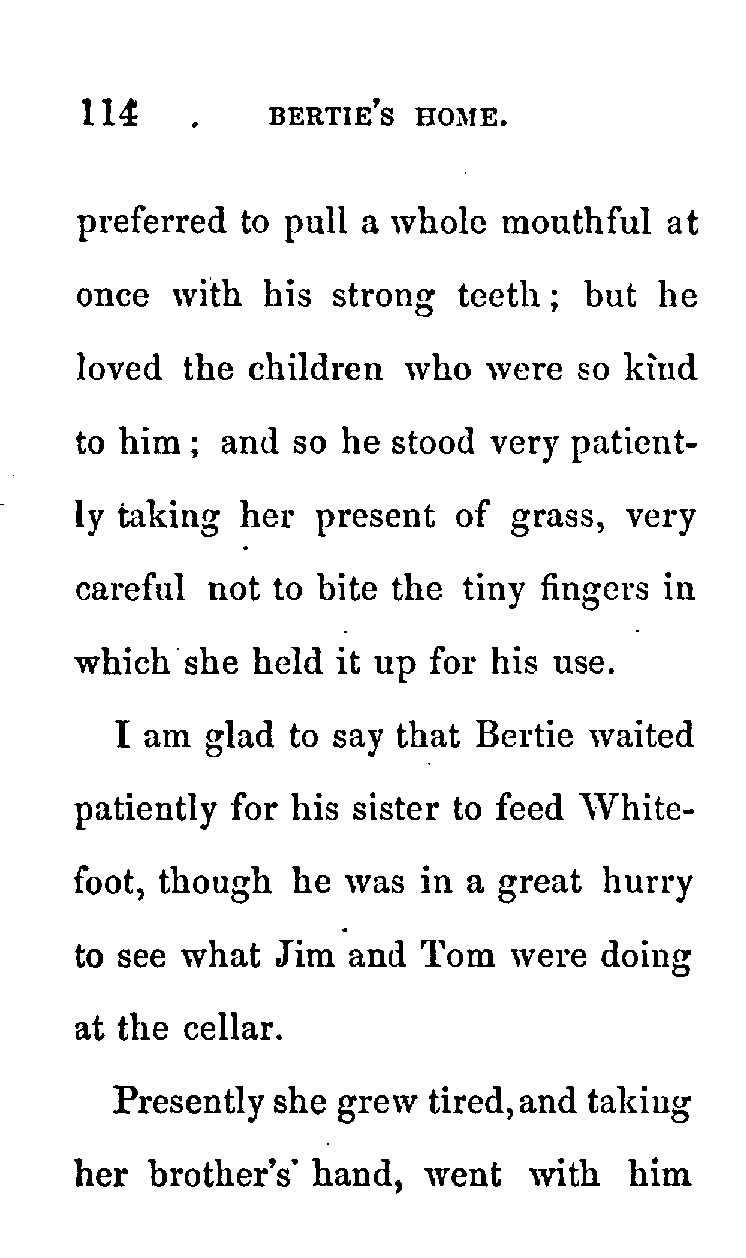 114 BERTIE'S HOME.
preferred to pull a whole mouthful at
once with his strong teeth; but he
loved the children who were so kind
to him; and so he stood very patient-
ly taking her present of grass, very
careful not to bite the tiny fingers in
which she held it up for his use.
I am glad to say that Bertie waited
patiently for his sister to feed White-
foot, though he was in a great hurry
to see what Jim and Tom were doing
at the cellar.
Presently she grew tired, and taking
her brother's hand, went with him